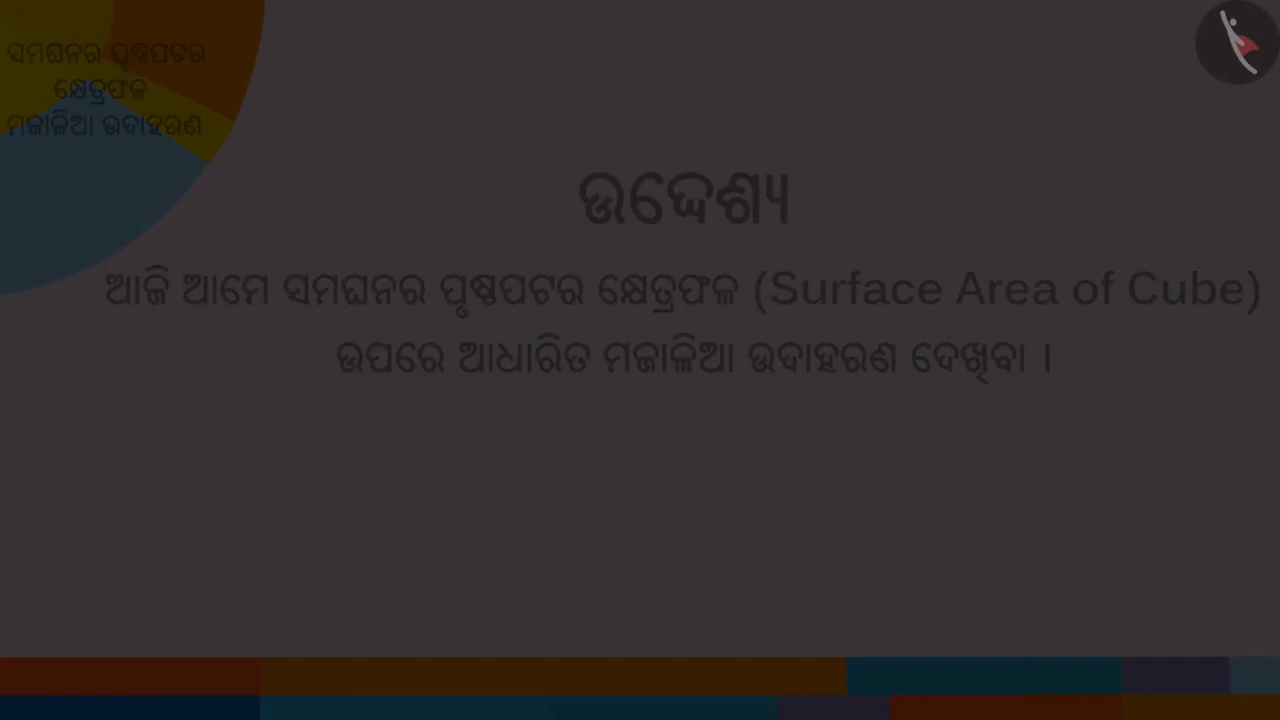 ସମଘନର ପୃଷ୍ଠପଟର
କ୍ଷେତ୍ରଫଳ
ମଜାଳିଆ ଉଦାହରଣ
ଉଦ୍ଦେଶ୍ୟ
ଆଜି ଆମେ ସମଘନର ପୃଷ୍ଠପଟର କ୍ଷେତ୍ରଫଳ (Surface Area of Cube)
ଉପରେ ଆଧାରିତ ମଜାଳିଆ ଉଦାହରଣ ଦେଖିବା ।